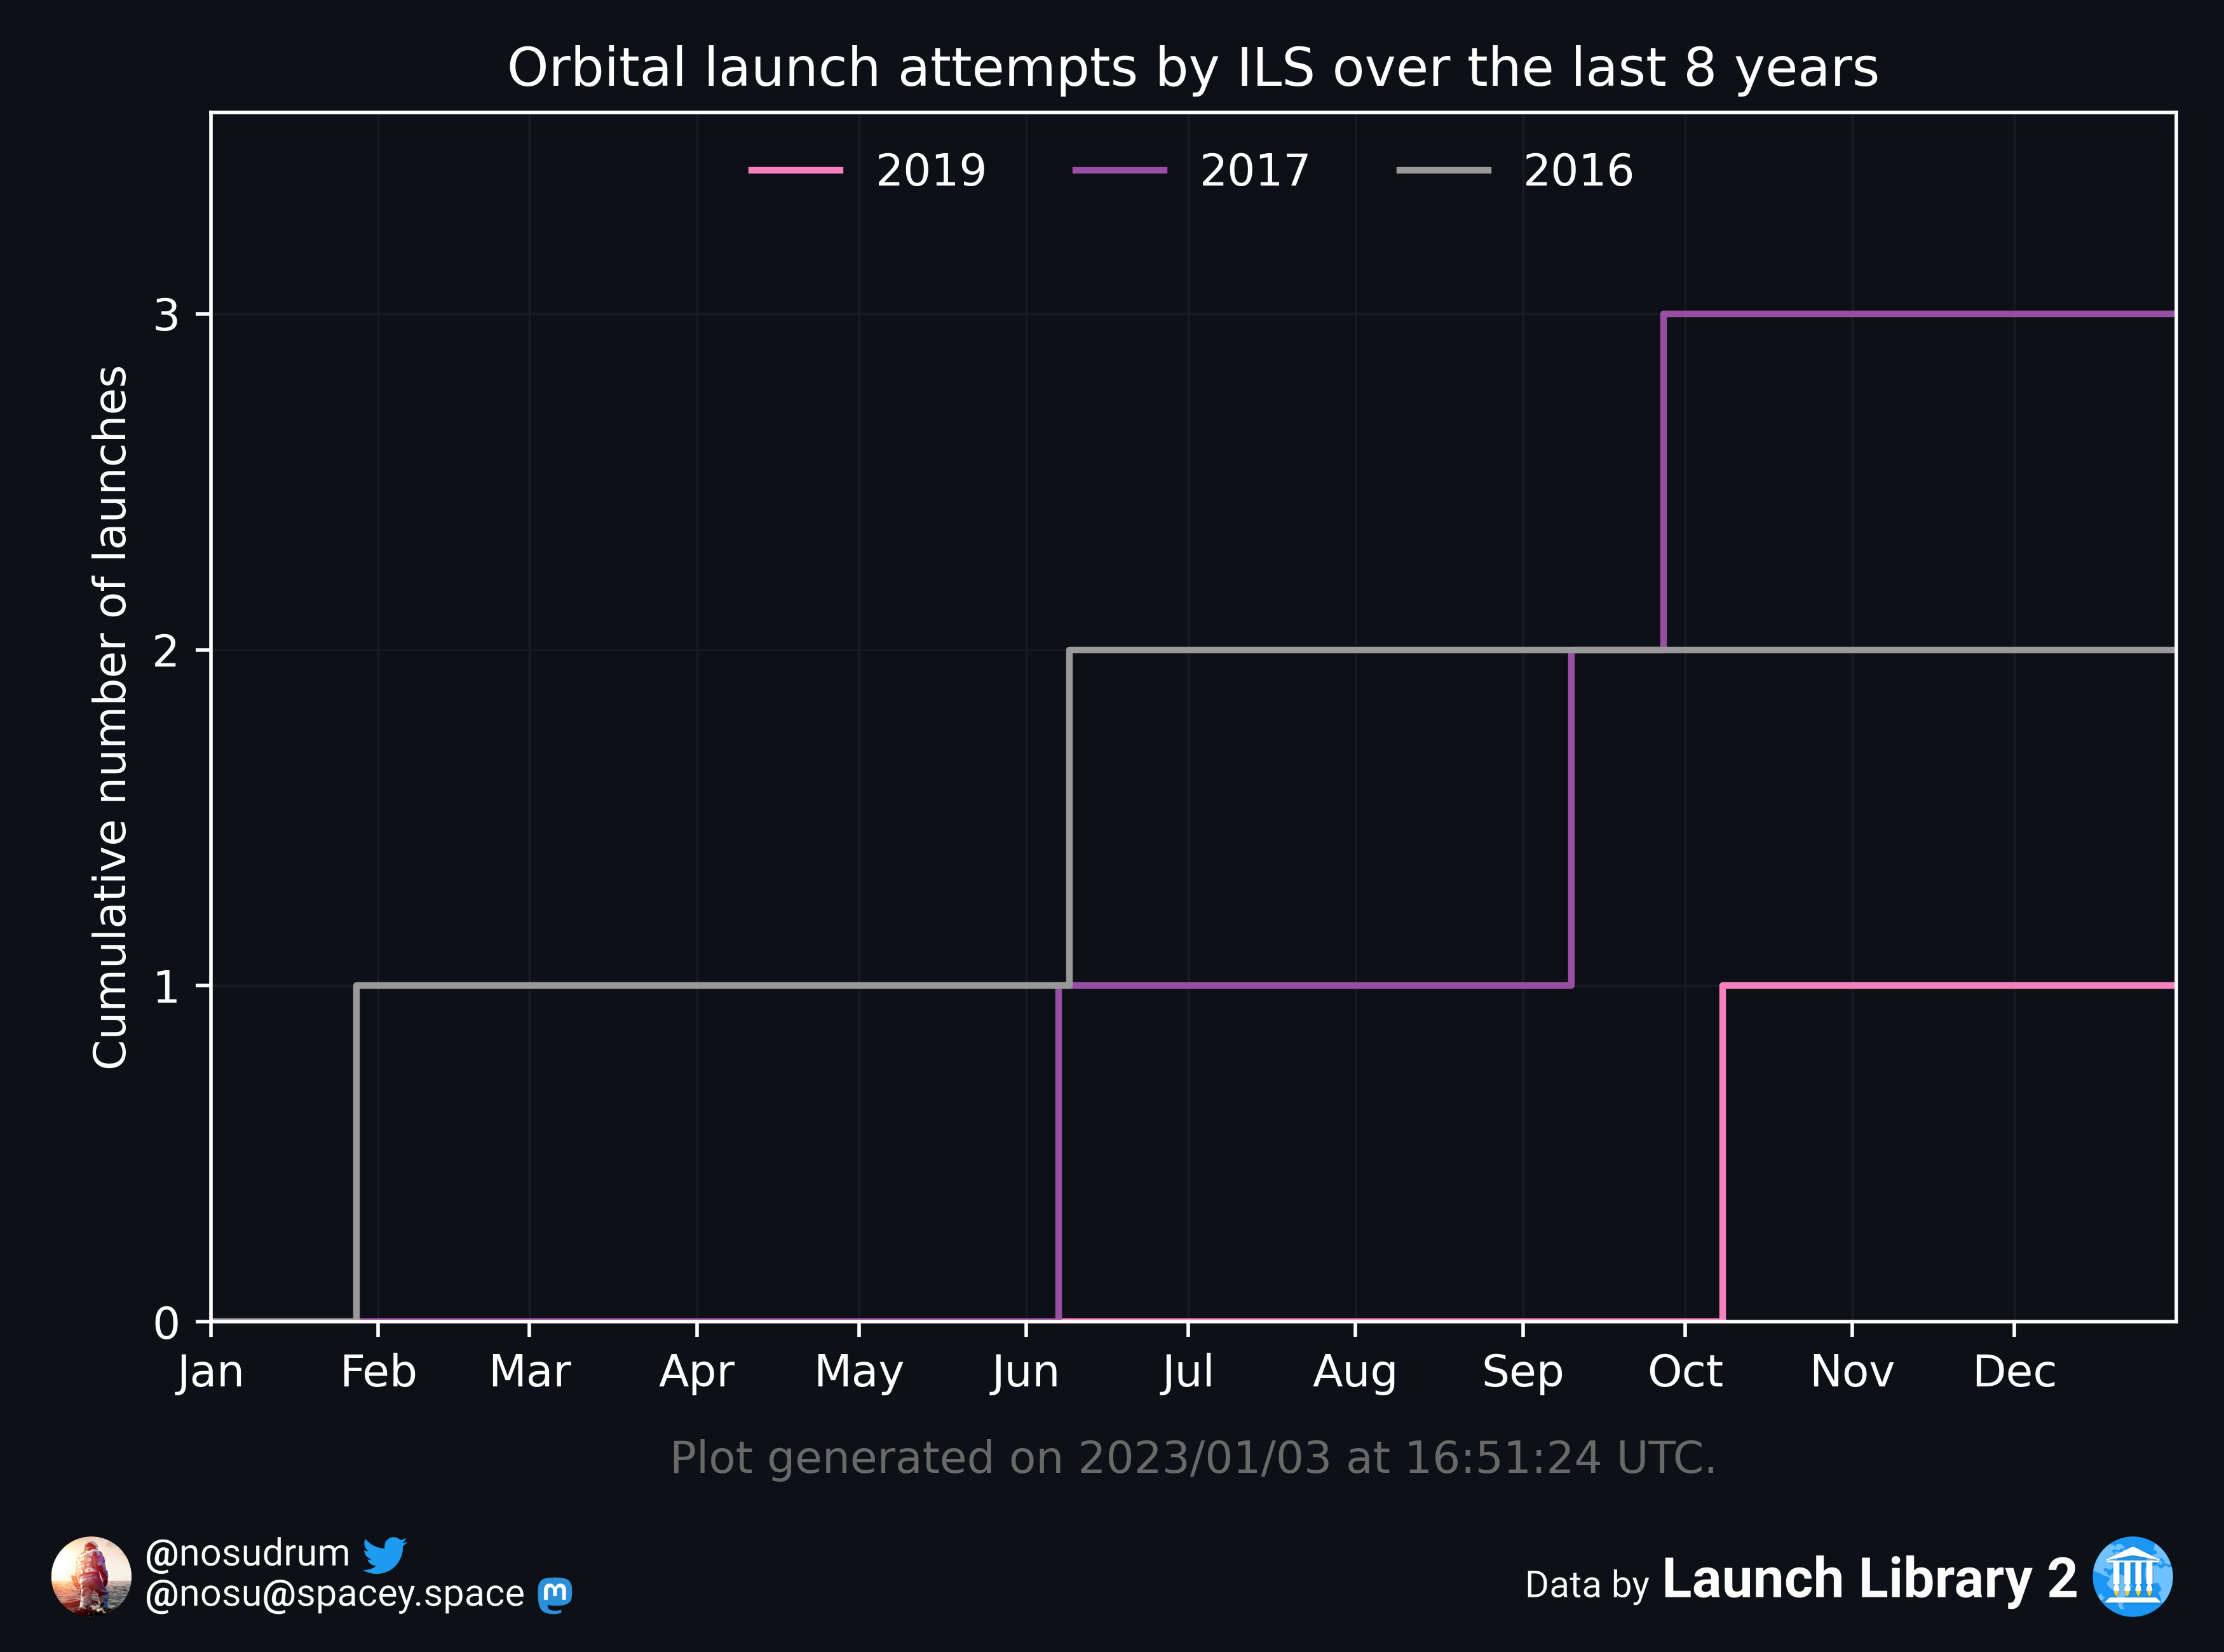 Orbital launch attempts by ILS over the last 8 years
2019 2017 2016
Cumulative number of launches
3
2
1
0
Jan Feb Mar Apr May Jun Jul Aug Sep Oct Nov Dec
Plot generated on 2023/01/03 at 16:51:24 UTC.
@nosudrum
@nosu@spacey.space
Data by Launch Library 2